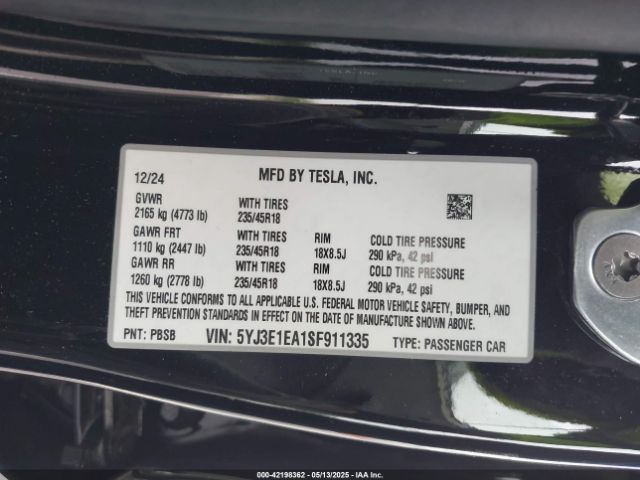 TESLA, INC.
12/24 MFD BY TESLA, INC.
GVWR WITH TIRES
2165 kg (4773 lb) 235/45R18
GAWR FRT WITH TIRES RIM COLD TIRE PRESSURE
1110 kg (2447 lb) 235/45R18 18X8.5J 290 kPa, 42 psi
GAWR RR WITH TIRES RIM COLD TIRE PRESSURE
1260 kg (2778 lb) 235/45R18 18X8.5J 290 kPa, 42 psi
THIS VEHICLE CONFORMS TO ALL APPLICABLE U.S. FEDERAL MOTOR VEHICLE SAFETY, BUMPER, AND
THEFT PREVENTION STANDARDS IN EFFECT ON THE DATE OF MANUFACTURE SHOWN ABOVE.
PNT: PBSB VIN: 5YJ3E1EA1SF911335 TYPE: PASSENGER CAR
000-42198362 - 05/13/2025 - IAA Inc.